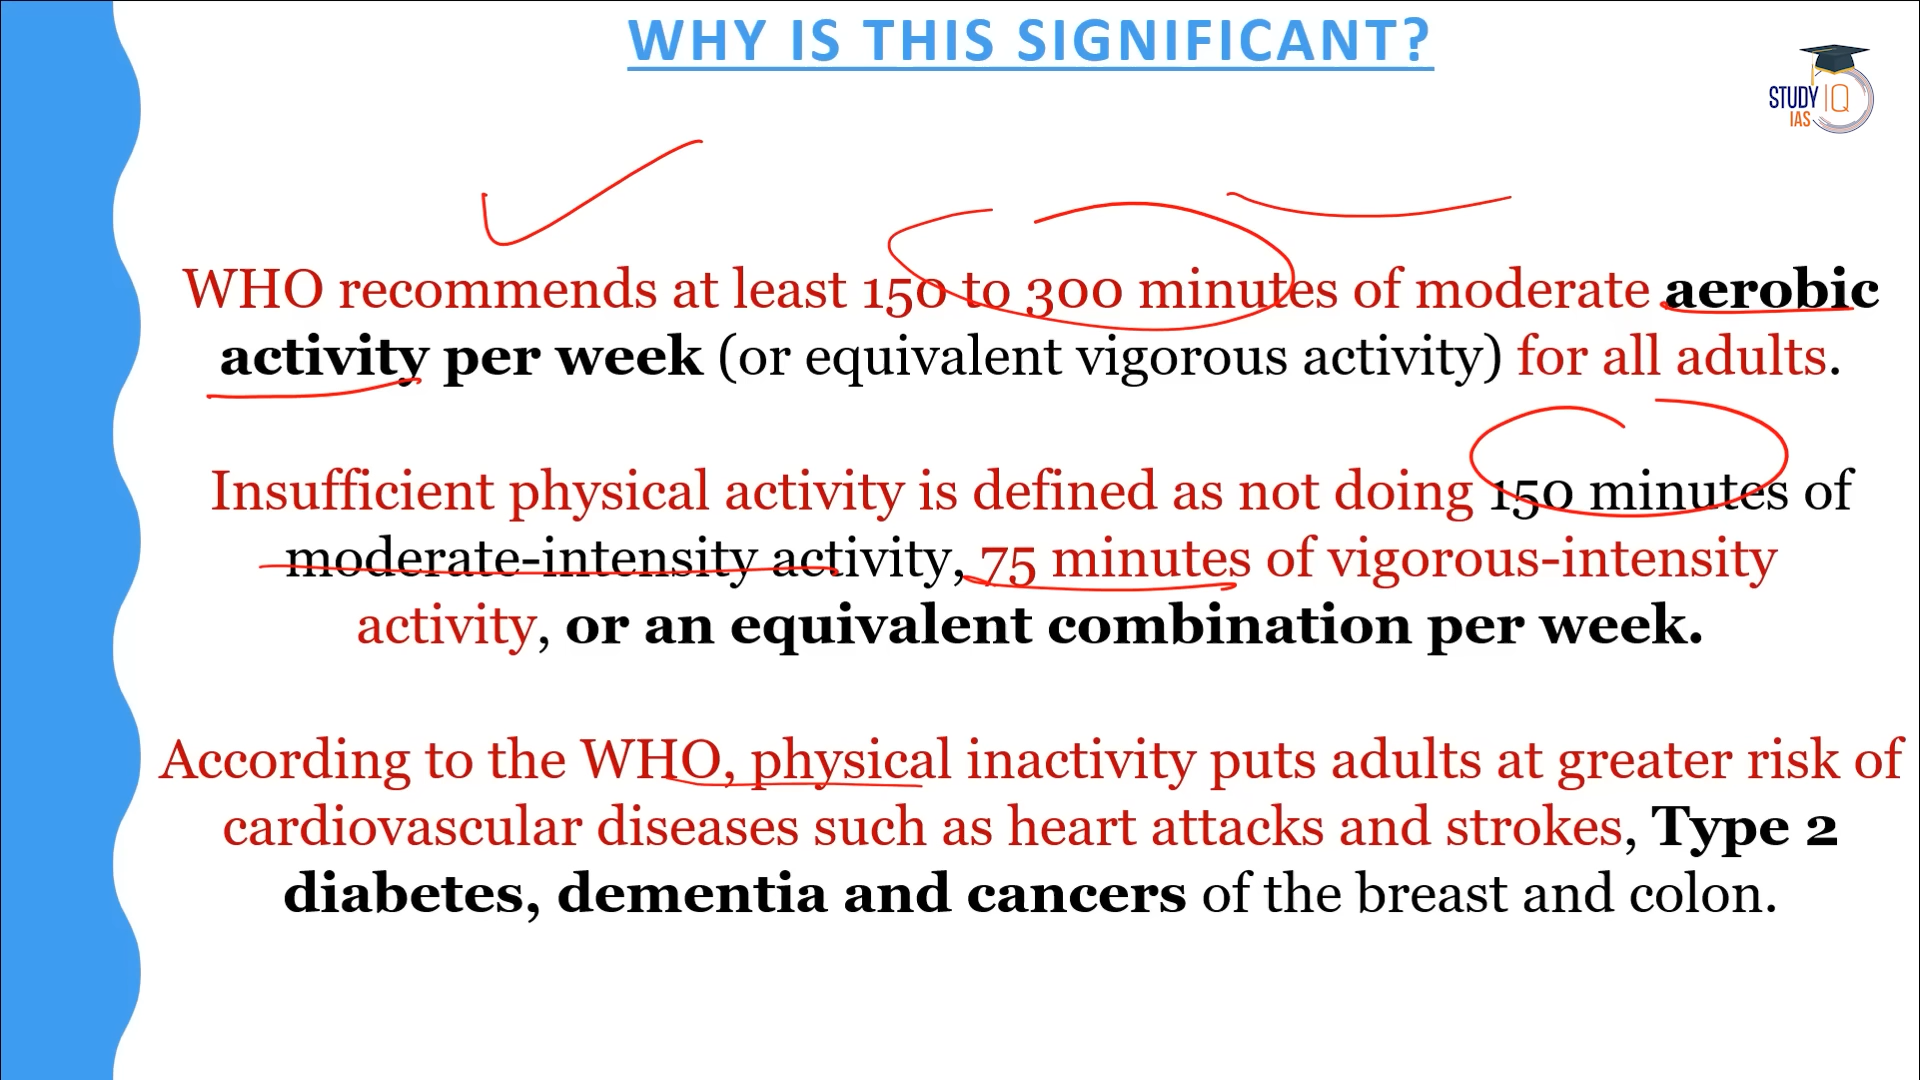 WHY IS THIS SIGNIFICANT?
STUDY IQ
IAS
WHO recommends at least 150 to 300 minutes of moderate aerobic
activity per week (or equivalent vigorous activity) for all adults.
Insufficient physical activity is defined as not doing 150 minutes of
moderate-intensity activity, 75 minutes of vigorous-intensity
activity, or an equivalent combination per week.
According to the WHO, physical inactivity puts adults at greater risk of
cardiovascular diseases such as heart attacks and strokes, Type 2
diabetes, dementia and cancers of the breast and colon.